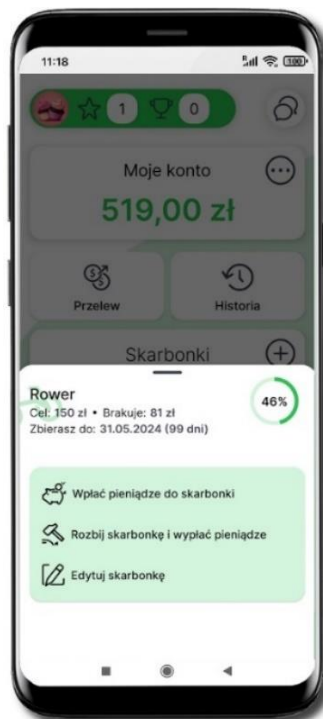 11:18
100
1
0
Moje konto
519,00 zł
Przelew
Historia
Skarbonki
Rower
46%
Cel: 150 zł • Brakuje: 81 zł
Zbierasz do: 31.05.2024 (99 dni)
Wpłać pieniądze do skarbonki
Rozbij skarbonkę i wypłać pieniądze
Edytuj skarbonkę